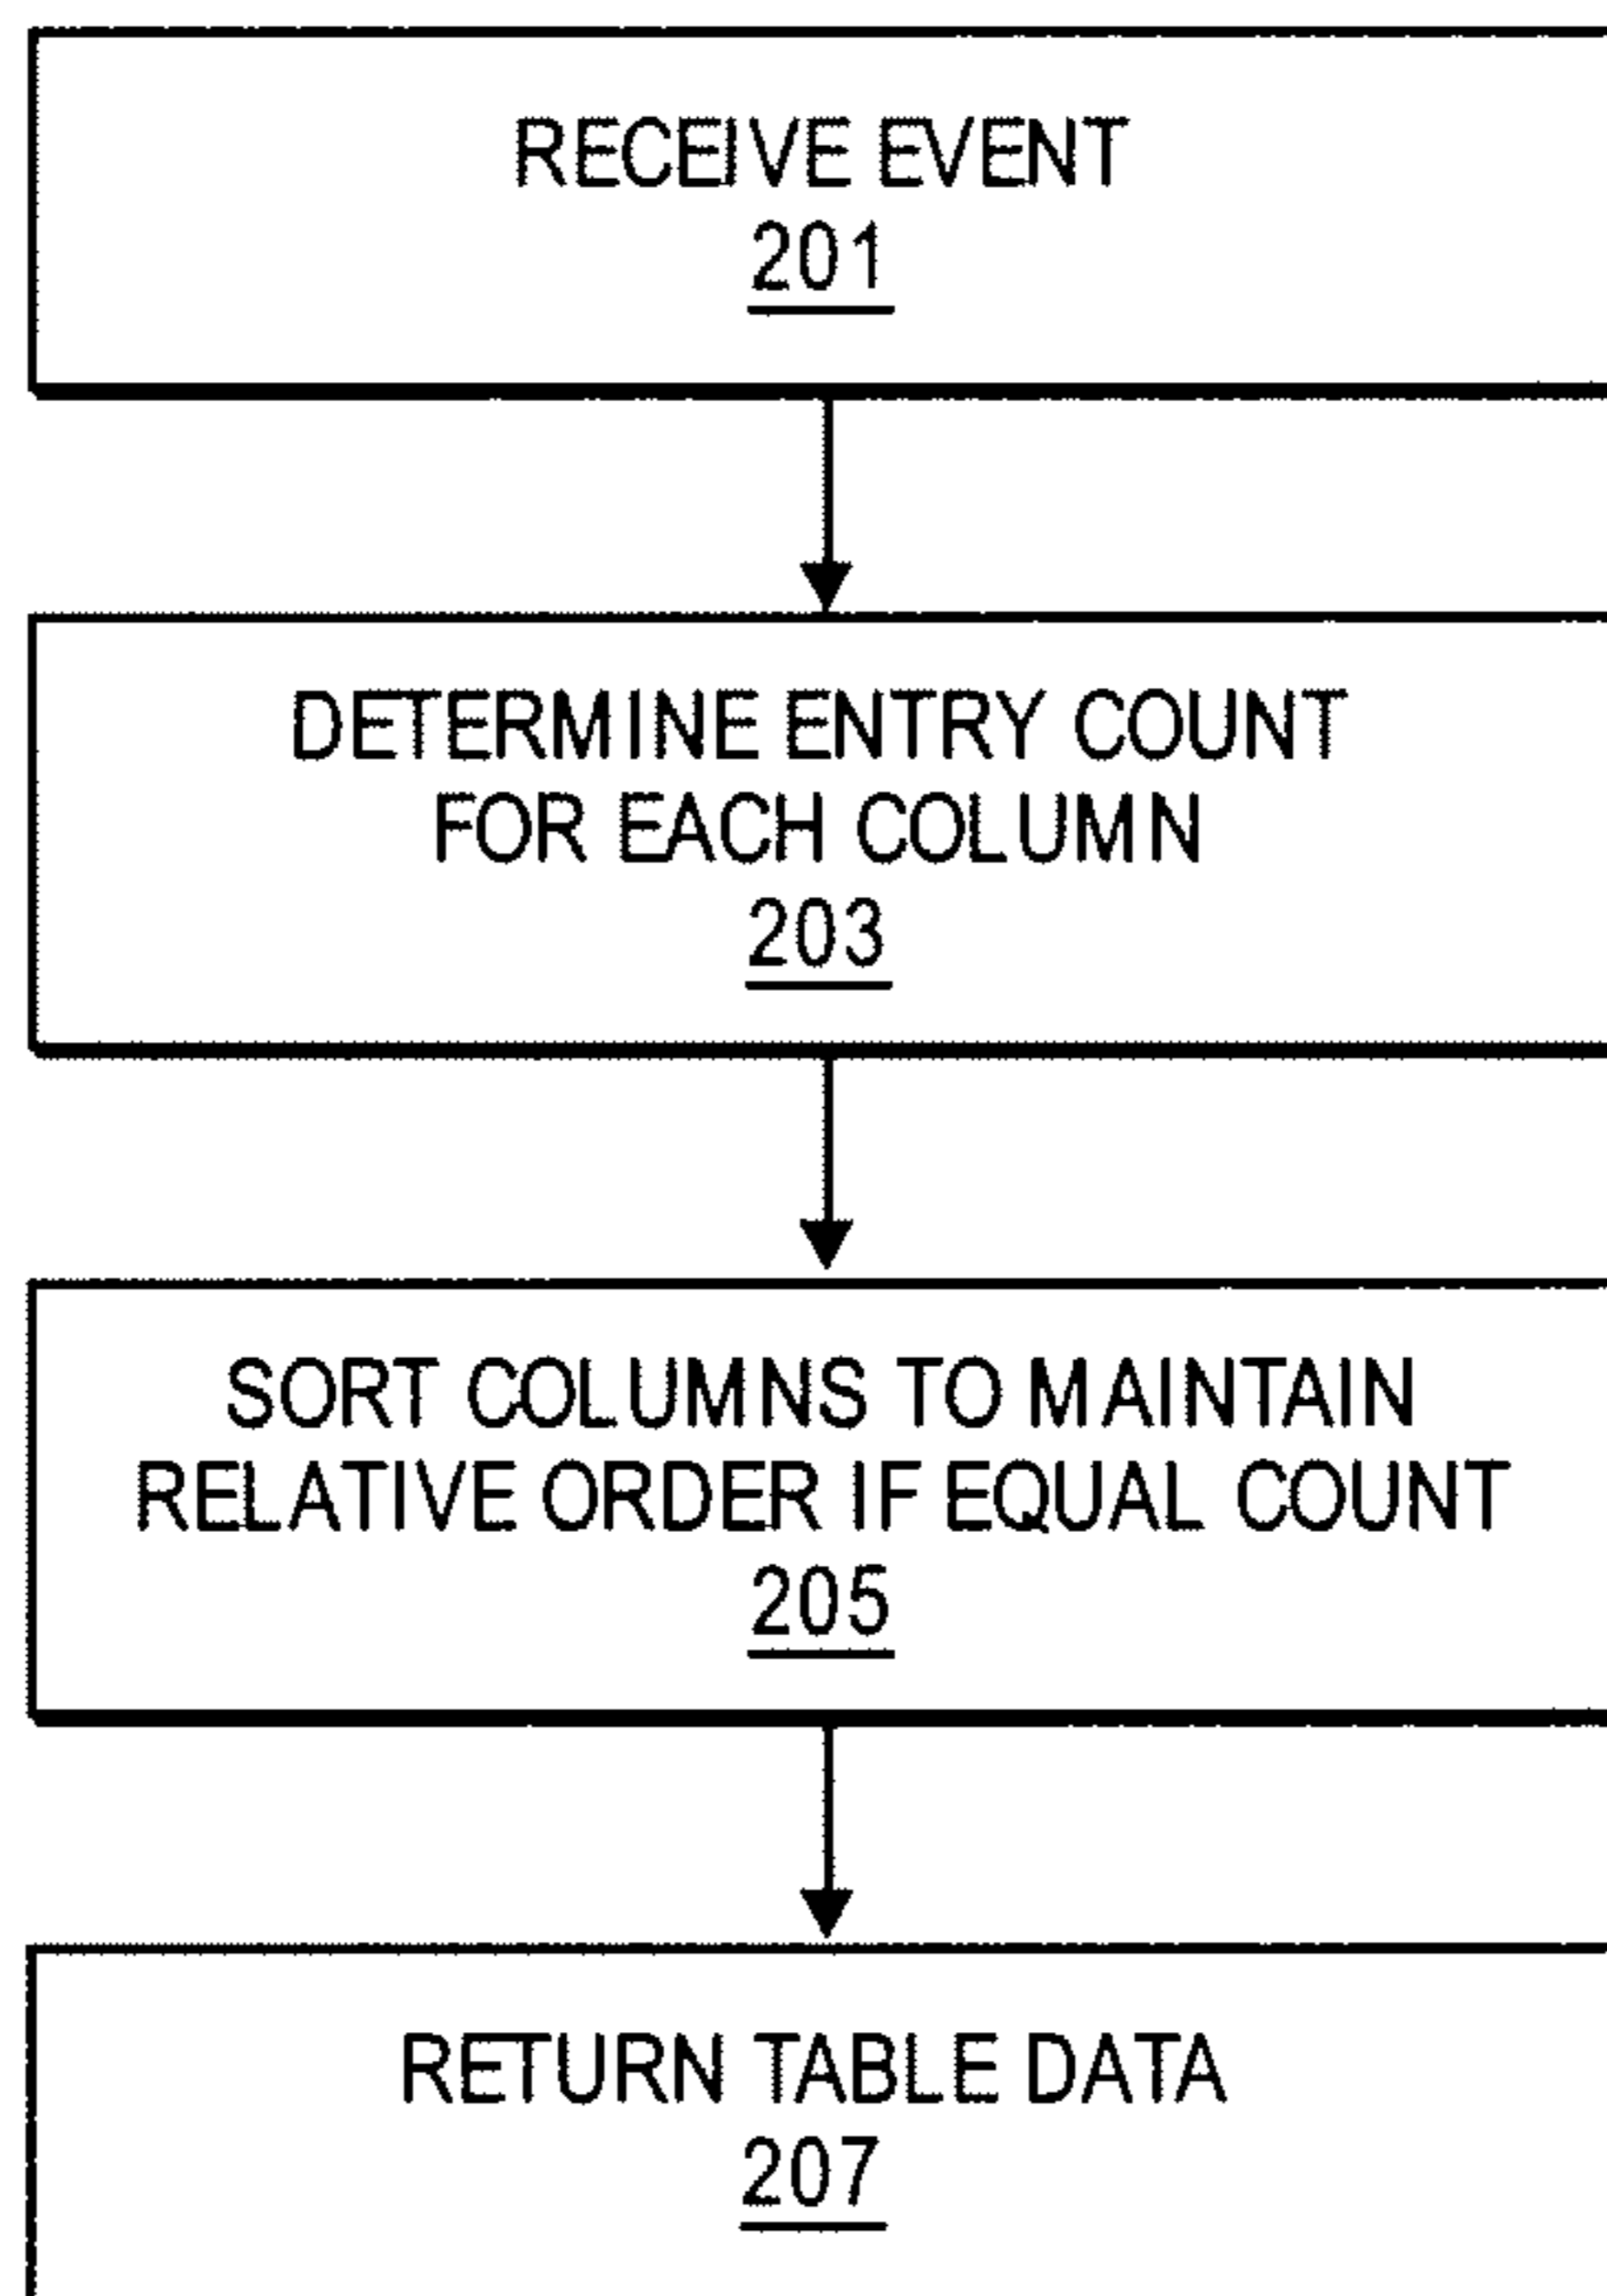 RECEIVE EVENT
201
DETERMINE ENTRY COUNT
FOR EACH COLUMN
203
SORT COLUMNS TO MAINTAIN
RELATIVE ORDER IF EQUAL COUNT
205
RETURN TABLE DATA
207